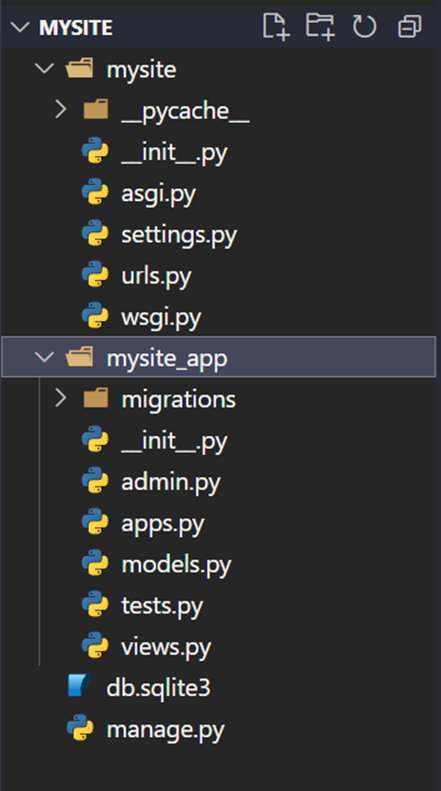 MYSITE
mysite
__pycache__
__init__.py
asgi.py
settings.py
urls.py
wsgi.py
mysite_app
migrations
__init__.py
admin.py
apps.py
models.py
tests.py
views.py
db.sqlite3
manage.py